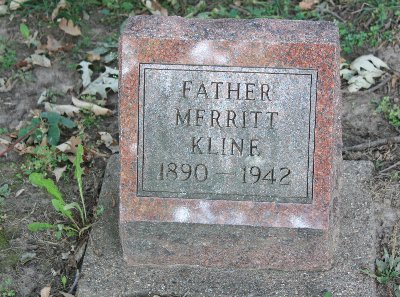 FATHER
MERRITT
KLINE
1890 - 1942